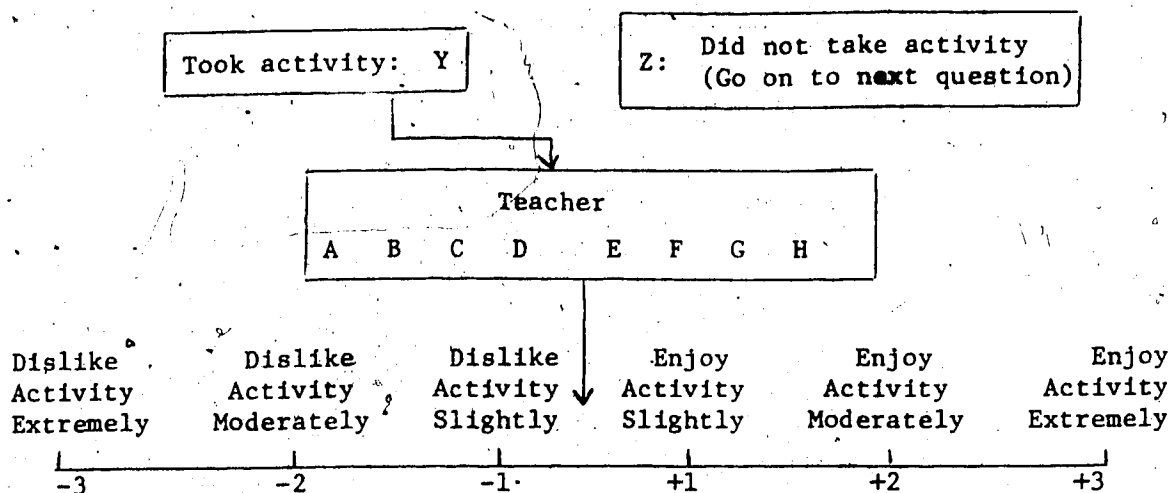 Took activity: Y
Z: Did not take activity
(Go on to next question)
Teacher
A B C D E F G H
Dislike Dislike Dislike Enjoy Enjoy Enjoy
Activity Activity Activity Activity Activity Activity
Extremely Moderately Slightly Slightly Moderately Extremely
-3 -2 -1 +1 +2 +3